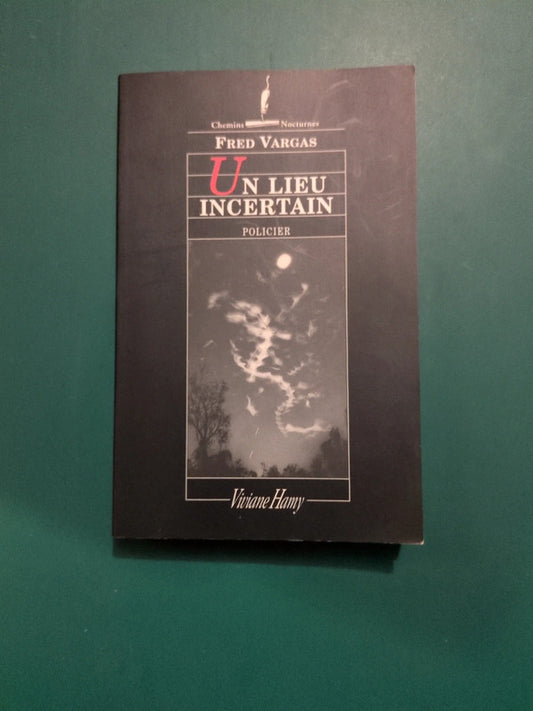 Chemins Nocturnes
FRED VARGAS
UN LIEU
INCERTAIN
POLICIER
Viviane Hamy